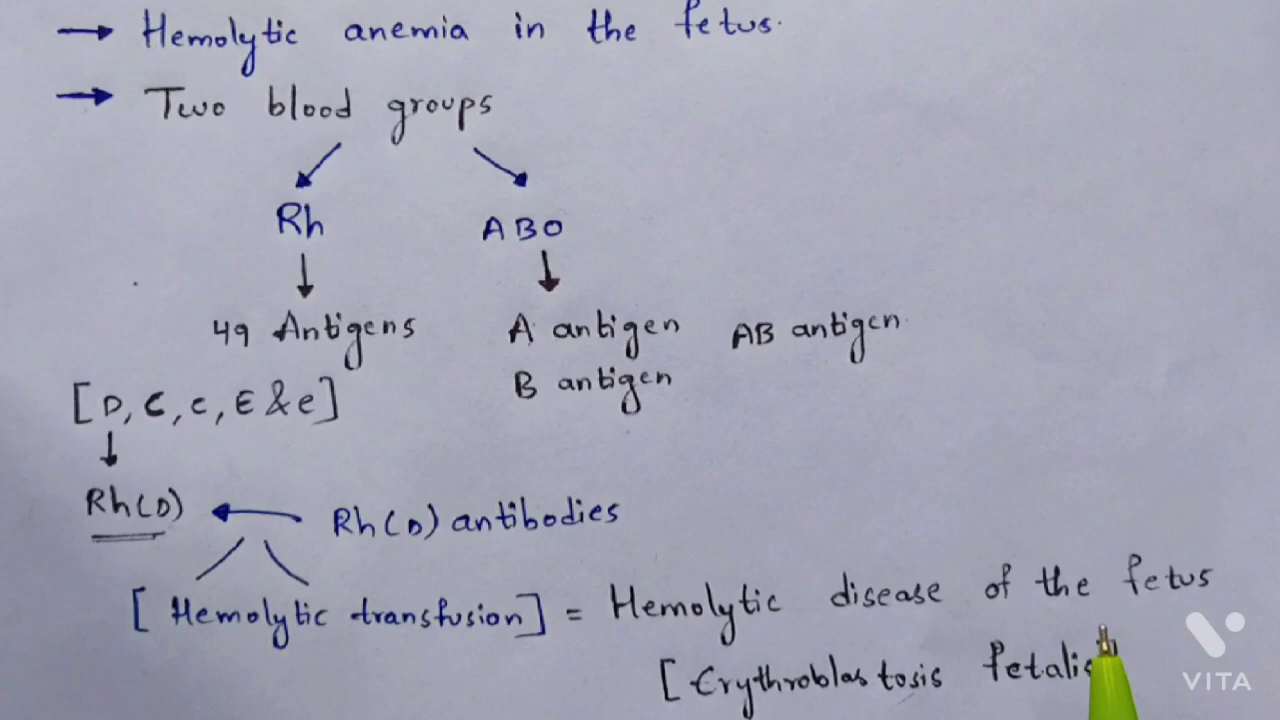 → Hemolytic anemia in the fetus.
→ Two blood groups
Rh ABO
49 Antigens A antigen AB antigen
[D, C, c, E & e] B antigen
Rh(D) Rh(D) antibodies
[Hemolytic transfusion] = Hemolytic disease of the fetus
[Erythroblastosis fetalis
VITA